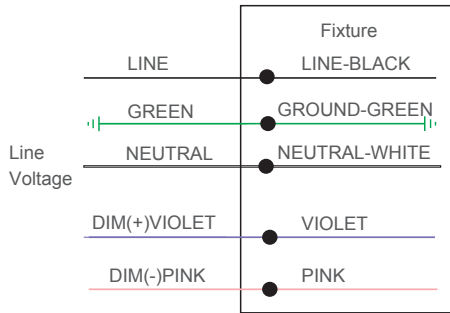 Fixture
LINE LINE-BLACK
GREEN GROUND-GREEN
Line
Voltage
NEUTRAL NEUTRAL-WHITE
DIM(+)VIOLET VIOLET
DIM(-)PINK PINK